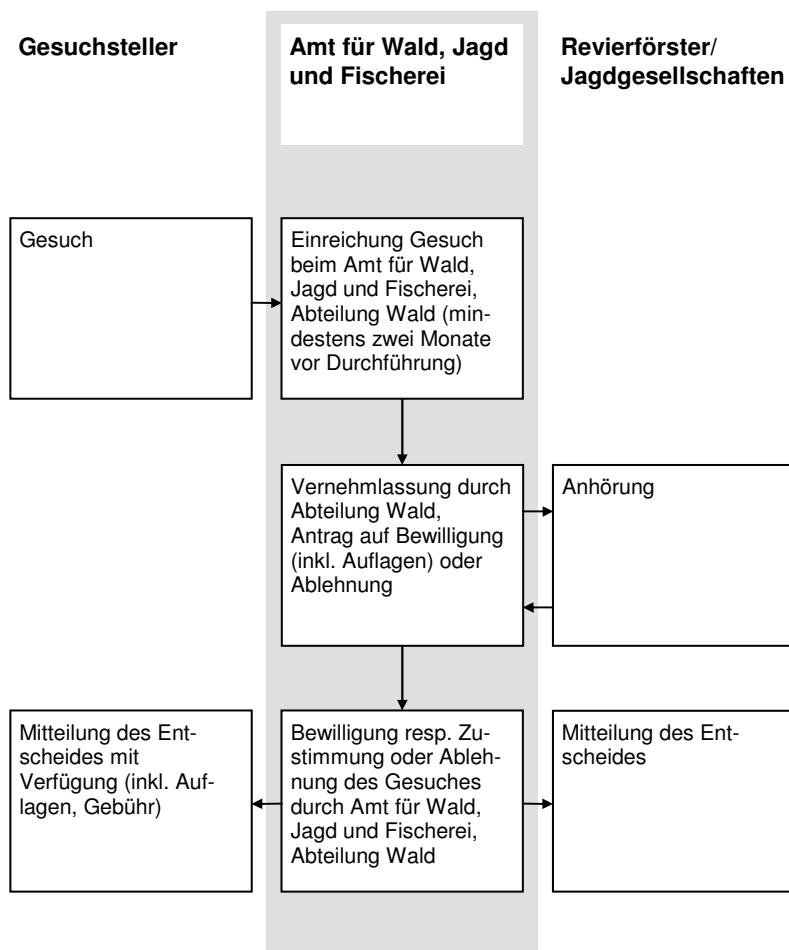 Gesuchsteller
Amt für Wald, Jagd
und Fischerei
Revierförster/
Jagdgesellschaften
Gesuch
Einreichung Gesuch
beim Amt für Wald,
Jagd und Fischerei,
Abteilung Wald (min-
destens zwei Monate
vor Durchführung)
Vernehmlassung durch
Abteilung Wald,
Antrag auf Bewilligung
(inkl. Auflagen) oder
Ablehnung
Anhörung
Mitteilung des Ent-
scheides mit
Verfügung (inkl. Auf-
lagen, Gebühr)
Bewilligung resp. Zu-
stimmung oder Ableh-
nung des Gesuches
durch Amt für Wald,
Jagd und Fischerei,
Abteilung Wald
Mitteilung des Ent-
scheides